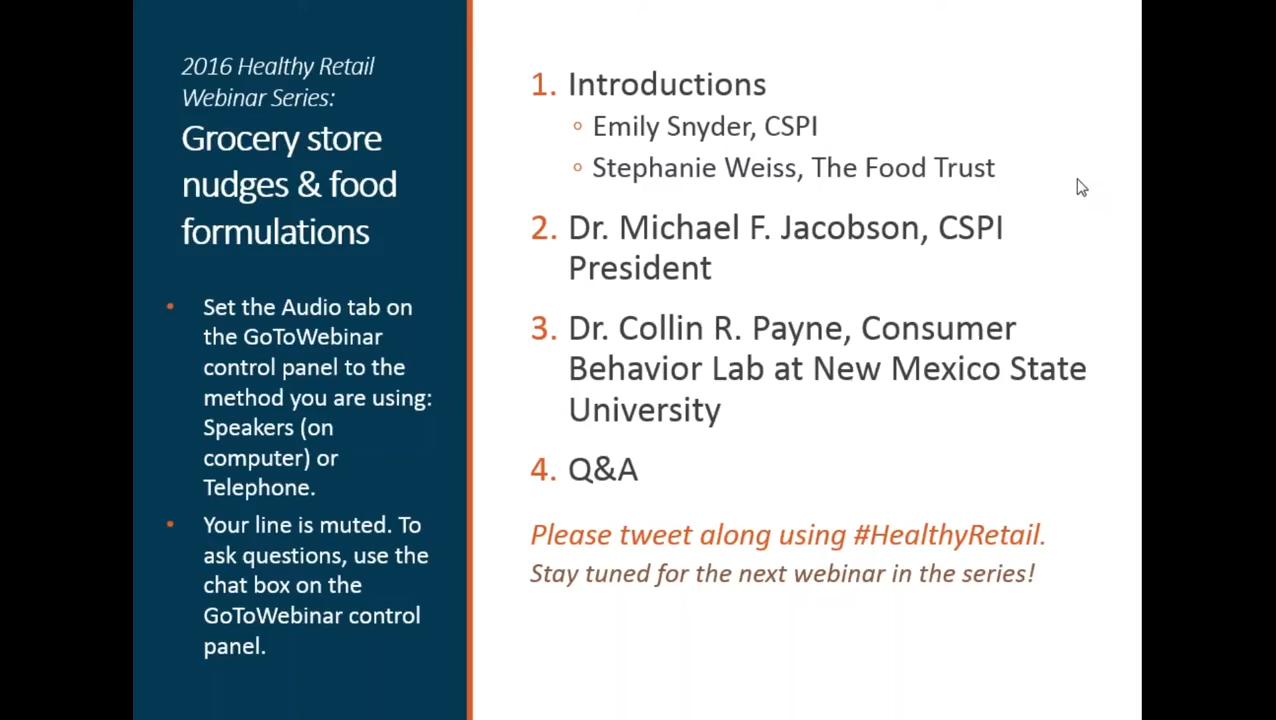 2016 Healthy Retail
Webinar Series:
Grocery store
nudges & food
formulations
• Set the Audio tab on
the GoToWebinar
control panel to the
method you are using:
Speakers (on
computer) or
Telephone.
• Your line is muted. To
ask questions, use the
chat box on the
GoToWebinar control
panel.
1. Introductions
◦ Emily Snyder, CSPI
◦ Stephanie Weiss, The Food Trust
2. Dr. Michael F. Jacobson, CSPI
President
3. Dr. Collin R. Payne, Consumer
Behavior Lab at New Mexico State
University
4. Q&A
Please tweet along using #HealthyRetail.
Stay tuned for the next webinar in the series!